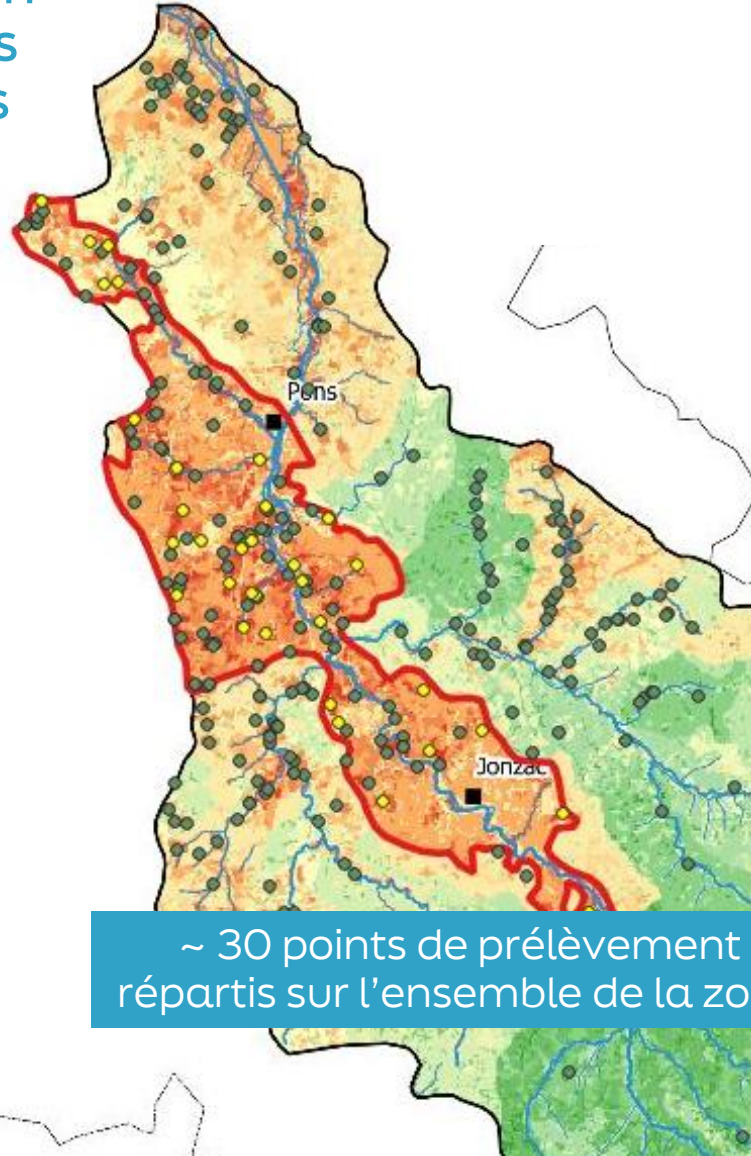 Pons
Jonzac
~ 30 points de prélèvement
répartis sur l'ensemble de la zo